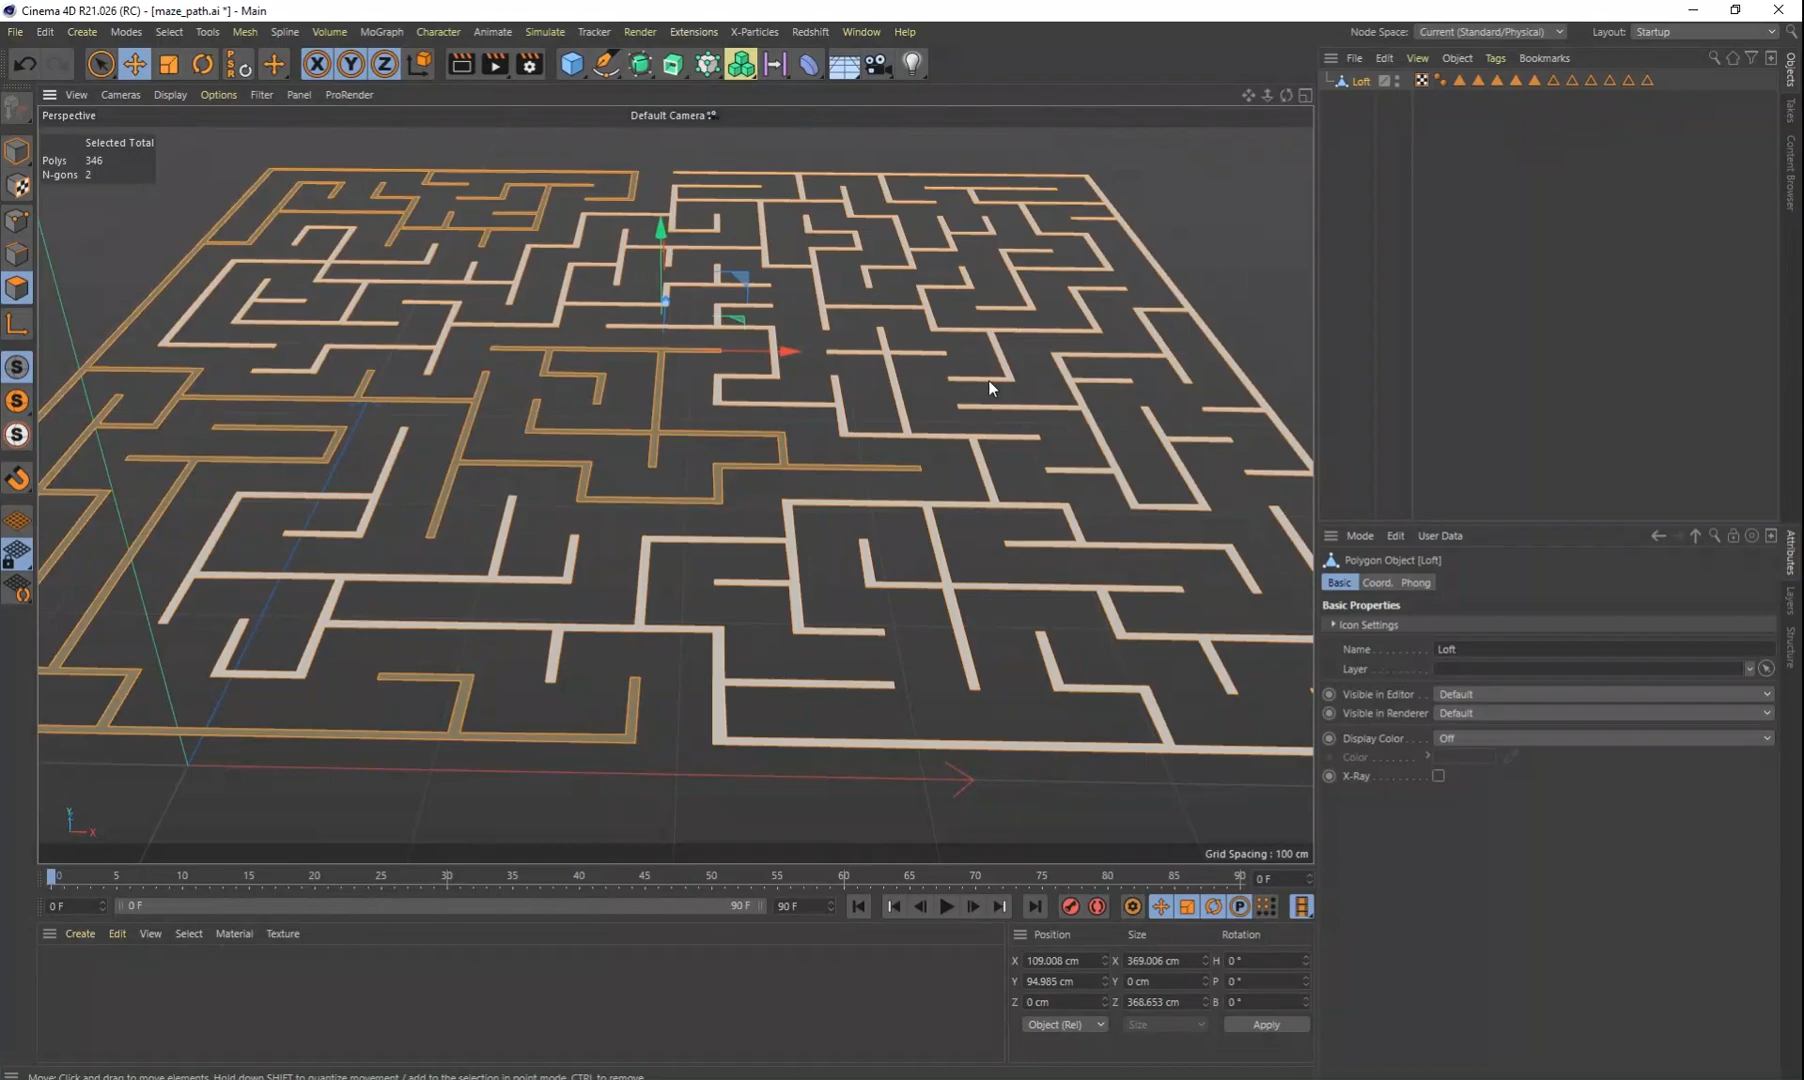 Cinema 4D R21.026 (RC) - [maze_path.ai *] - Main
File Edit Create Modes Select Tools Mesh Spline Volume MoGraph Character Animate Simulate Tracker Render Extensions X-Particles Redshift Window Help
Node Space: Current (Standard/Physical) Layout: Startup
PSR X Y Z
View Cameras Display Options Filter Panel ProRender
File Edit View Object Tags Bookmarks
Loft
Perspective
Default Camera
Selected Total
Polys 346
N-gons 2
Objects
Takes
Content Browser
Attributes
Layers
Structure
Mode Edit User Data
Polygon Object [Loft]
Basic Coord. Phong
Basic Properties
Icon Settings
Name Loft
Layer
Visible in Editor Default
Visible in Renderer Default
Display Color Off
Color
X-Ray
Y
X
Grid Spacing : 100 cm
0 5 10 15 20 25 30 35 40 45 50 55 60 65 70 75 80 85 90 0 F
0 F 0 F 90 F 90 F
P
Create Edit View Select Material Texture
Position Size Rotation
X 109.008 cm X 369.006 cm H 0 °
Y 94.985 cm Y 0 cm P 0 °
Z 0 cm Z 368.653 cm B 0 °
Object (Rel) Size Apply
Move: Click and drag to move elements. Hold down SHIFT to quantize movement / add to the selection in point mode, CTRL to remove.